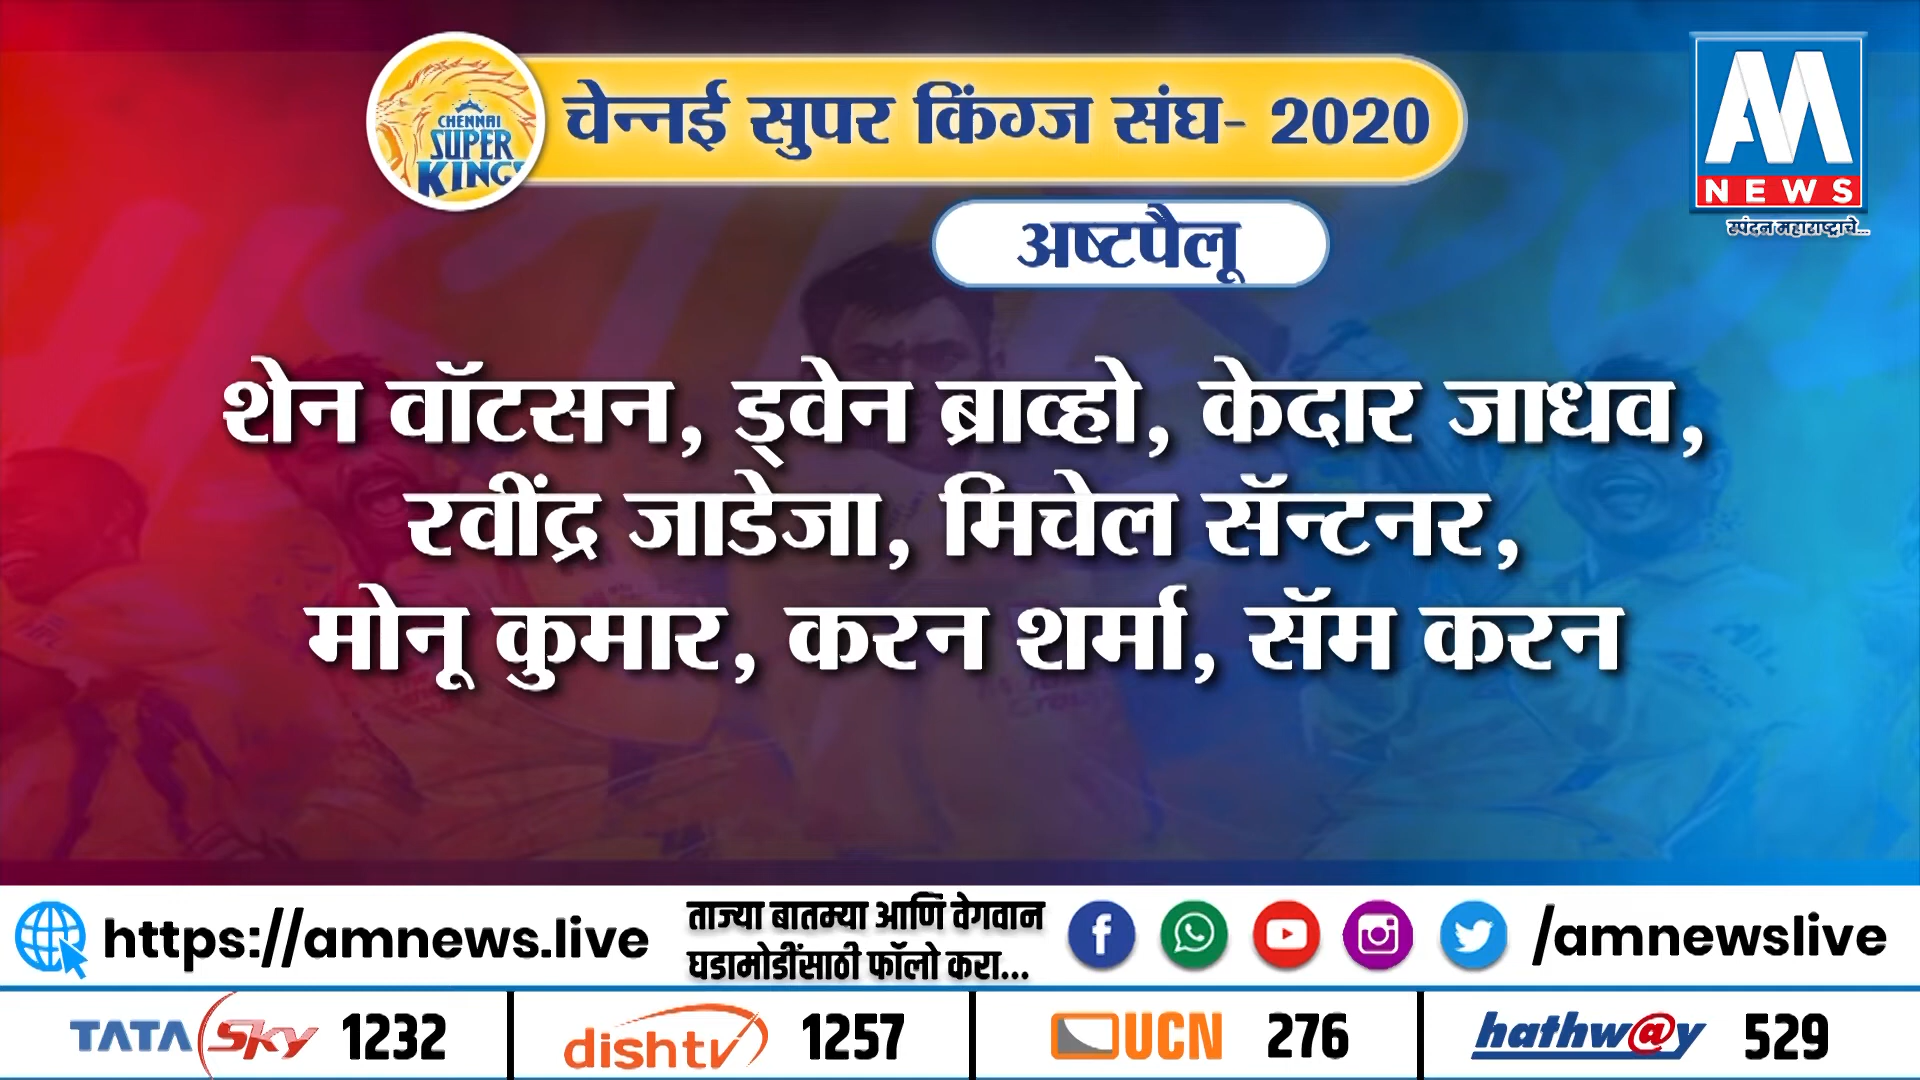 CHENNAI
SUPER
KINGS
चेन्नई सुपर किंग्ज संघ- 2020
अष्टपैलू
AM
NEWS
स्पंदन महाराष्ट्राचे...
शेन वॉटसन, ड्वेन ब्राव्हो, केदार जाधव,
रवींद्र जाडेजा, मिचेल सॅन्टनर,
मोनू कुमार, करन शर्मा, सॅम करन
https://amnews.live
ताज्या बातम्या आणि वेगवान
घडामोडींसाठी फॉलो करा...
/amnewslive
TATA Sky 1232
dishtv 1257
UCN 276
hathw@y 529